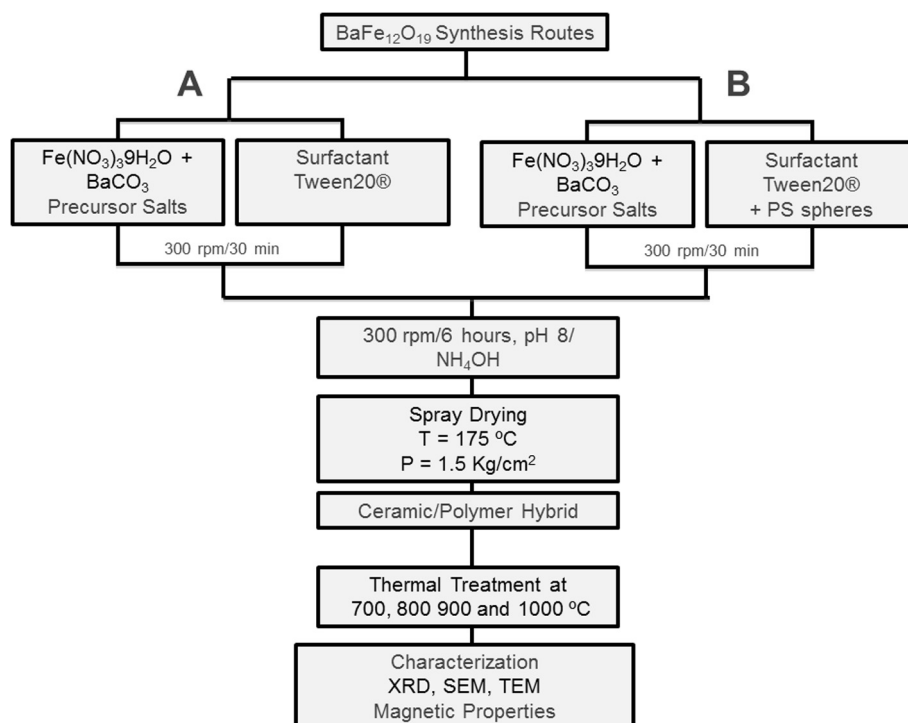 BaFe₁₂O₁₉ Synthesis Routes
A
B
Fe(NO₃)₃9H₂O +
BaCO₃
Precursor Salts
Surfactant
Tween20®
Fe(NO₃)₃9H₂O +
BaCO₃
Precursor Salts
Surfactant
Tween20®
+ PS spheres
300 rpm/30 min
300 rpm/30 min
300 rpm/6 hours, pH 8/
NH₄OH
Spray Drying
T = 175 ºC
P = 1.5 Kg/cm²
Ceramic/Polymer Hybrid
Thermal Treatment at
700, 800 900 and 1000 ºC
Characterization
XRD, SEM, TEM
Magnetic Properties